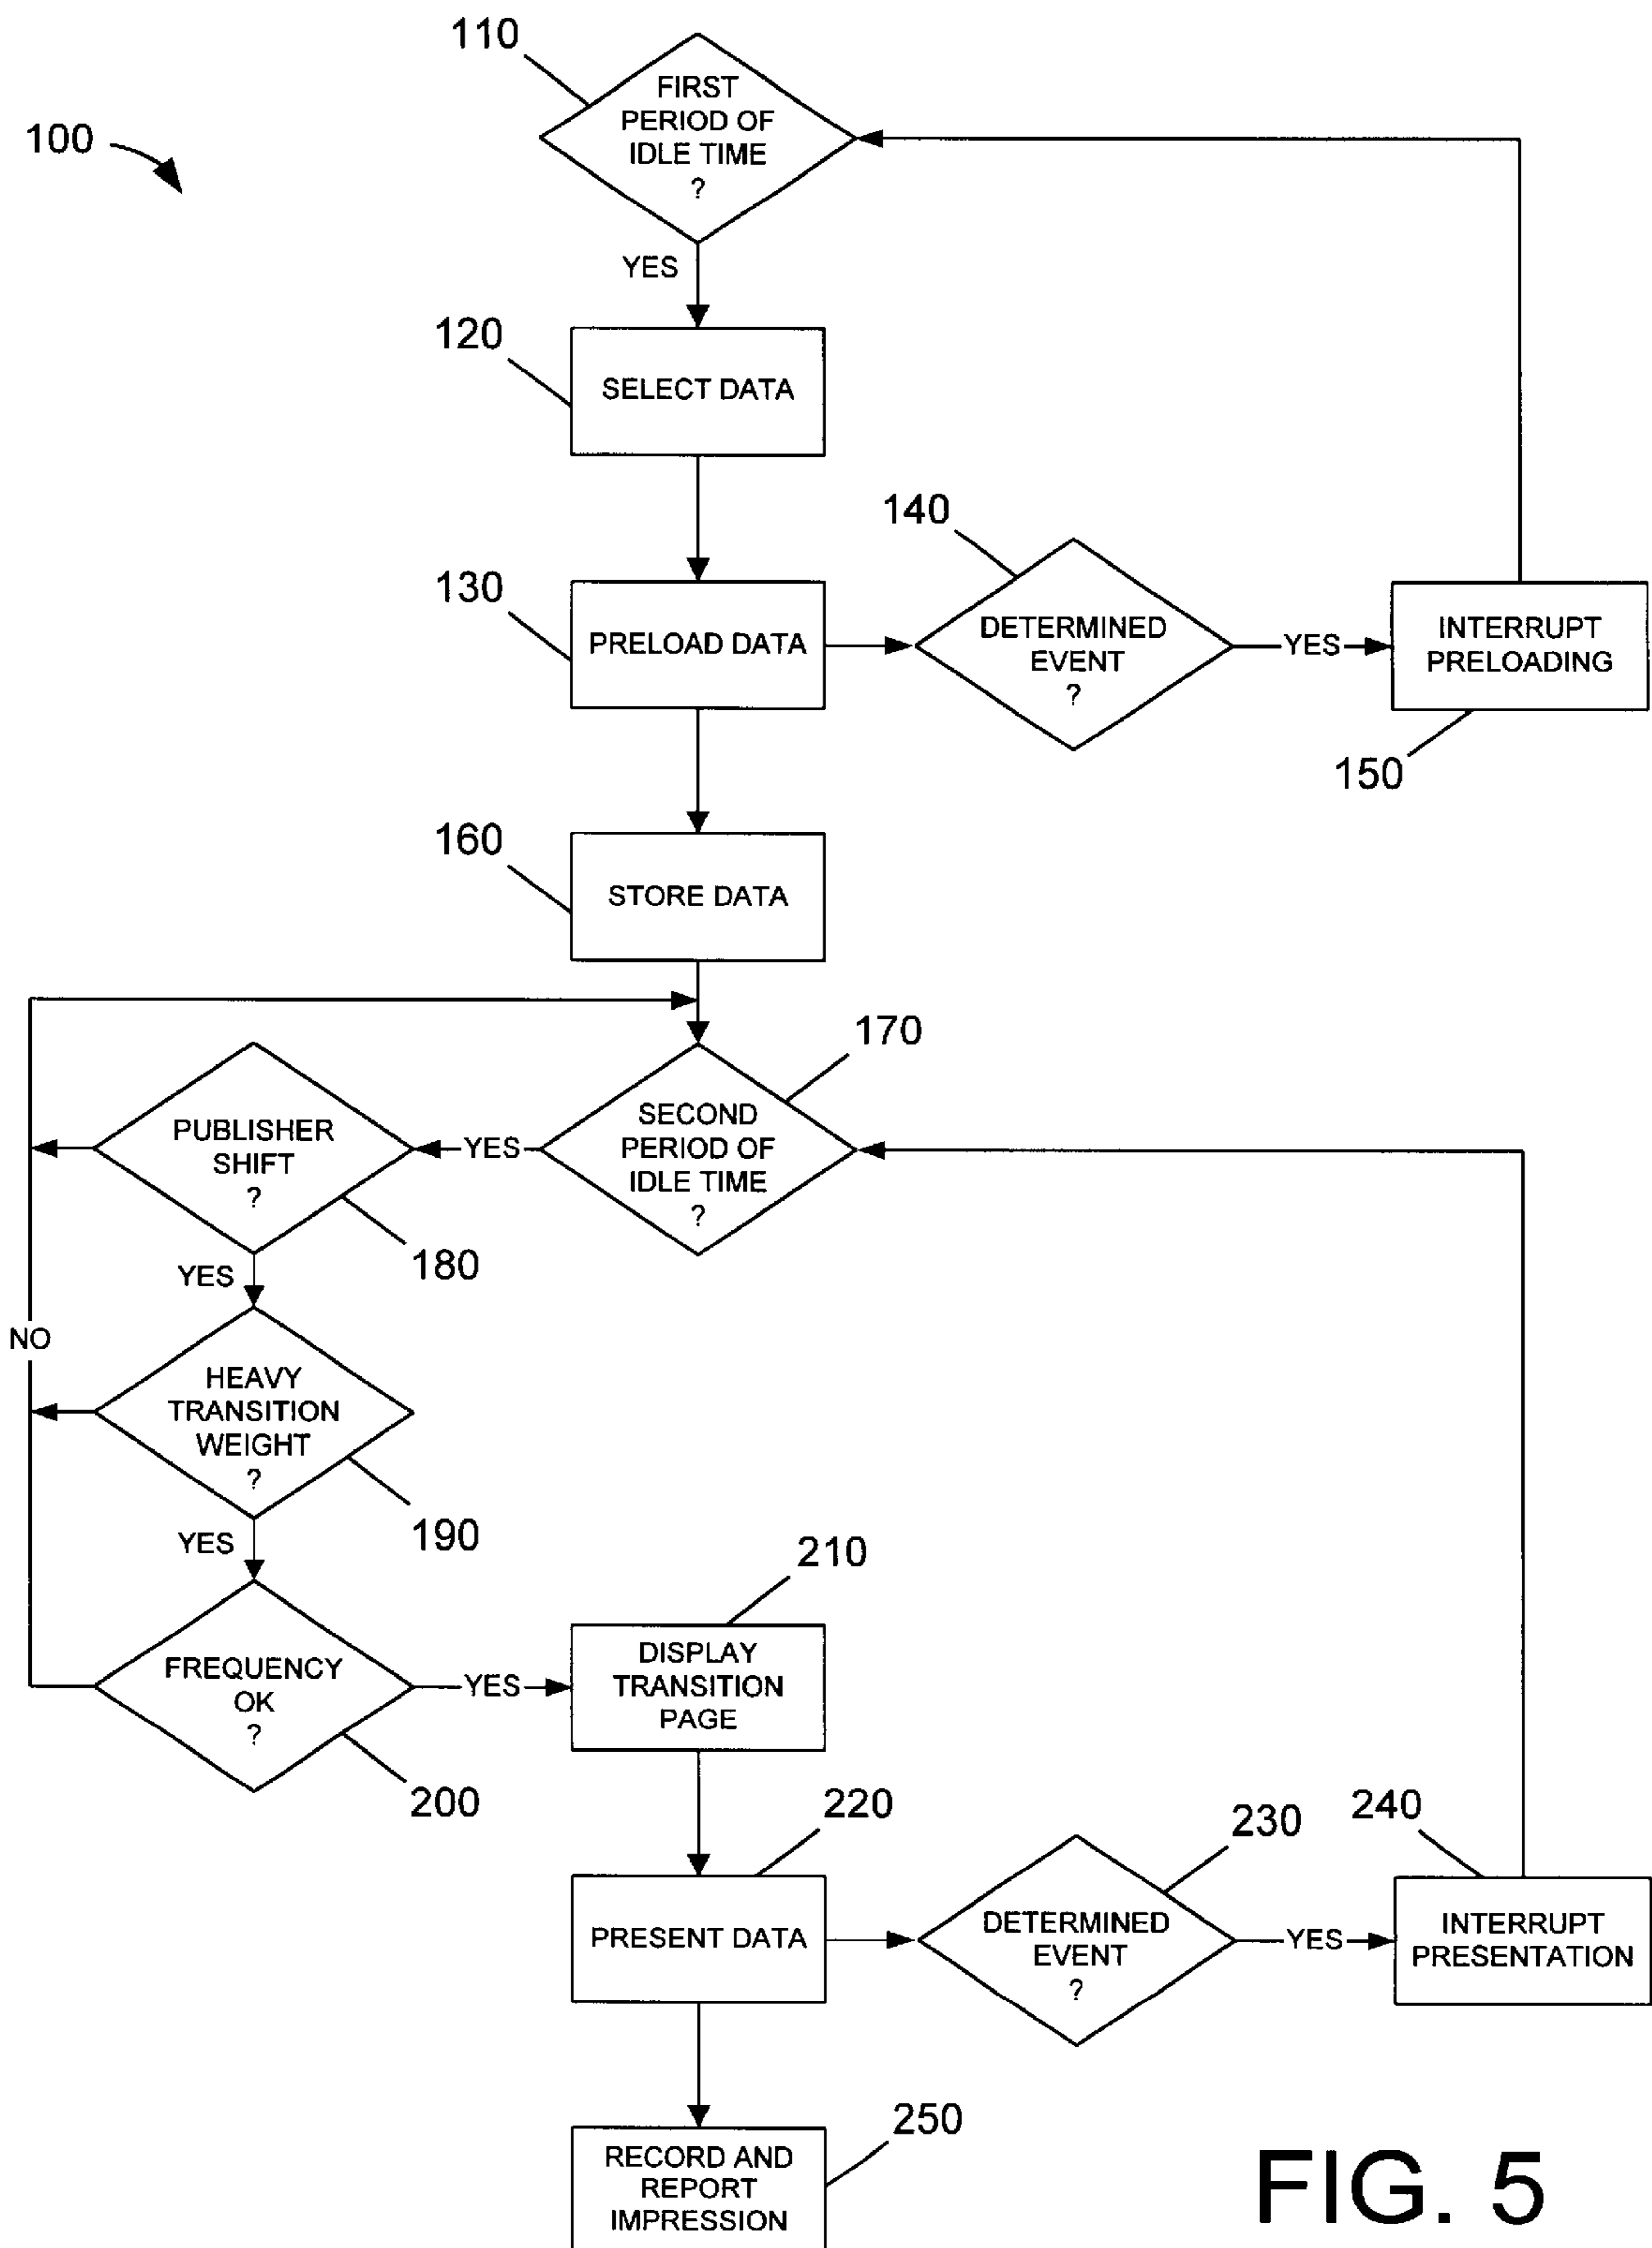 110
FIRST
PERIOD OF
IDLE TIME
?
100
YES
120
SELECT DATA
140
130
PRELOAD DATA
DETERMINED
EVENT
?
YES
INTERRUPT
PRELOADING
150
160
STORE DATA
170
SECOND
PERIOD OF
IDLE TIME
?
YES
PUBLISHER
SHIFT
?
180
YES
NO
HEAVY
TRANSITION
WEIGHT
?
190
YES
FREQUENCY
OK
?
200
YES
210
DISPLAY
TRANSITION
PAGE
220
PRESENT DATA
230
DETERMINED
EVENT
?
YES
240
INTERRUPT
PRESENTATION
250
RECORD AND
REPORT
IMPRESSION
FIG. 5